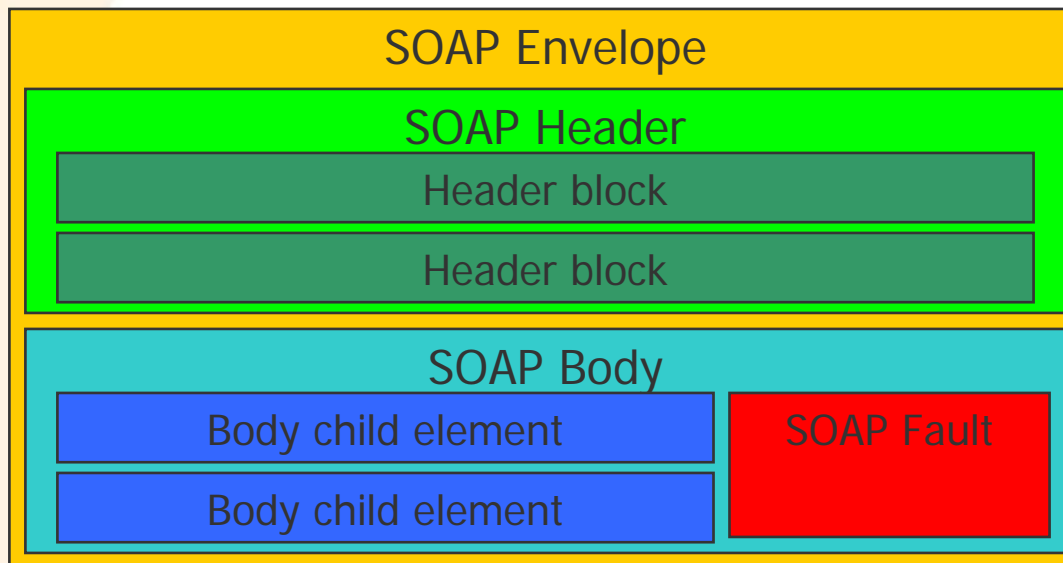 SOAP Envelope
SOAP Header
Header block
Header block
SOAP Body
Body child element
SOAP Fault
Body child element